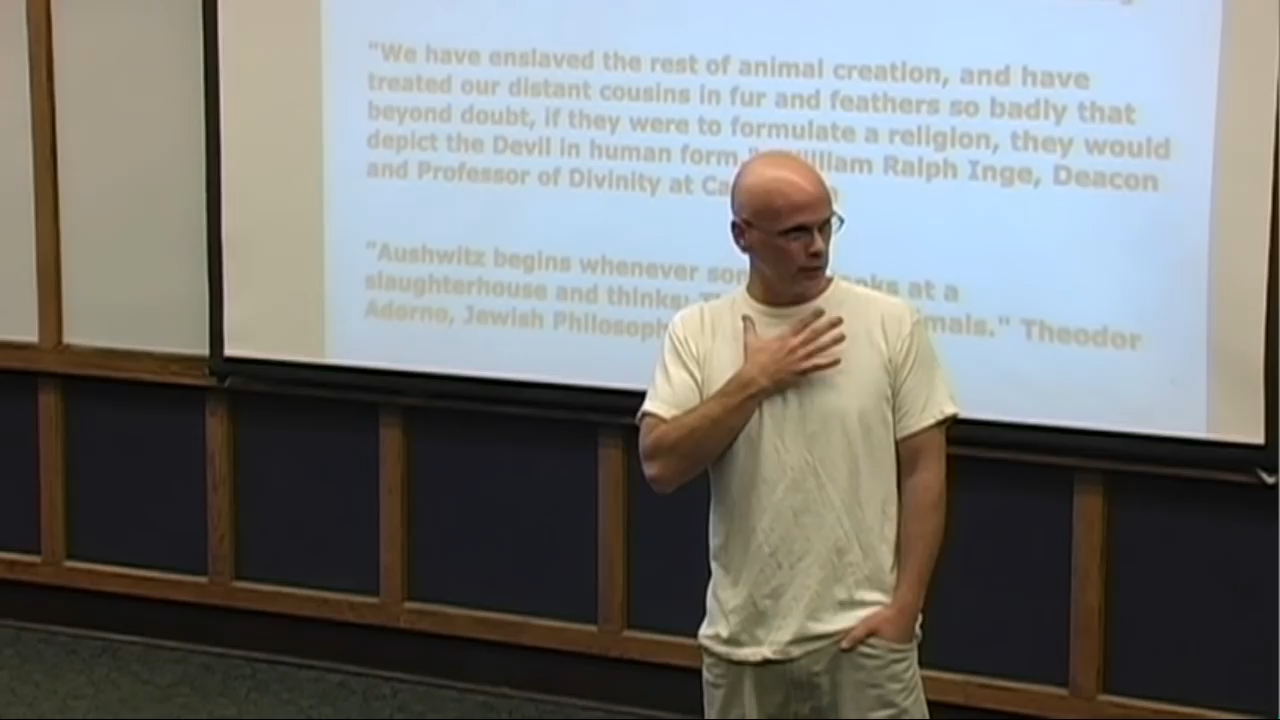 "We have enslaved the rest of animal creation, and have
treated our distant cousins in fur and feathers so badly that
beyond doubt, if they were to formulate a religion, they would
depict the Devil in human form William Ralph Inge, Deacon
and Professor of Divinity at
"Aushwitz begins whenever at a
slaughterhouse and thinks:
Adorno, Jewish Theodor